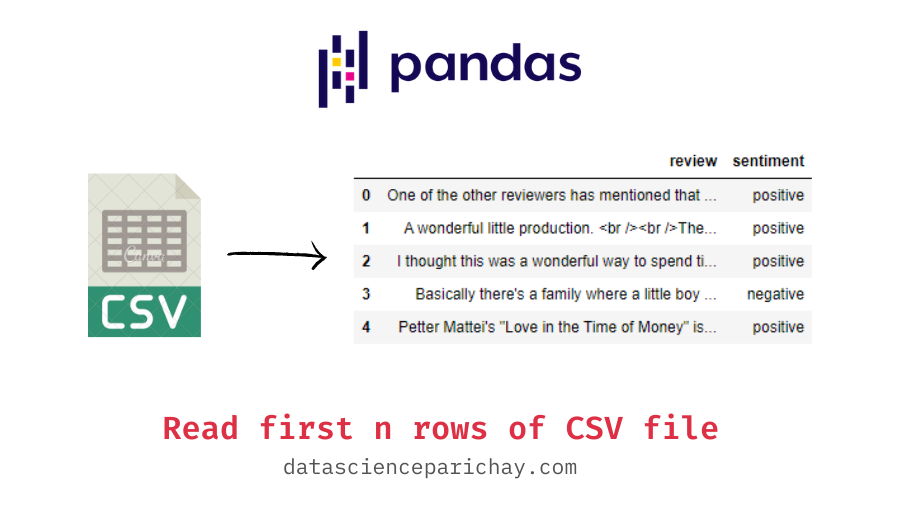 pandas
review sentiment
0 One of the other reviewers has mentioned that ... positive
1 A wonderful little production. <br /><br />The... positive
2 I thought this was a wonderful way to spend ti... positive
3 Basically there's a family where a little boy ... negative
4 Petter Mattei's "Love in the Time of Money" is... positive
Canva
CSV
Read first n rows of CSV file
datascienceparichay.com